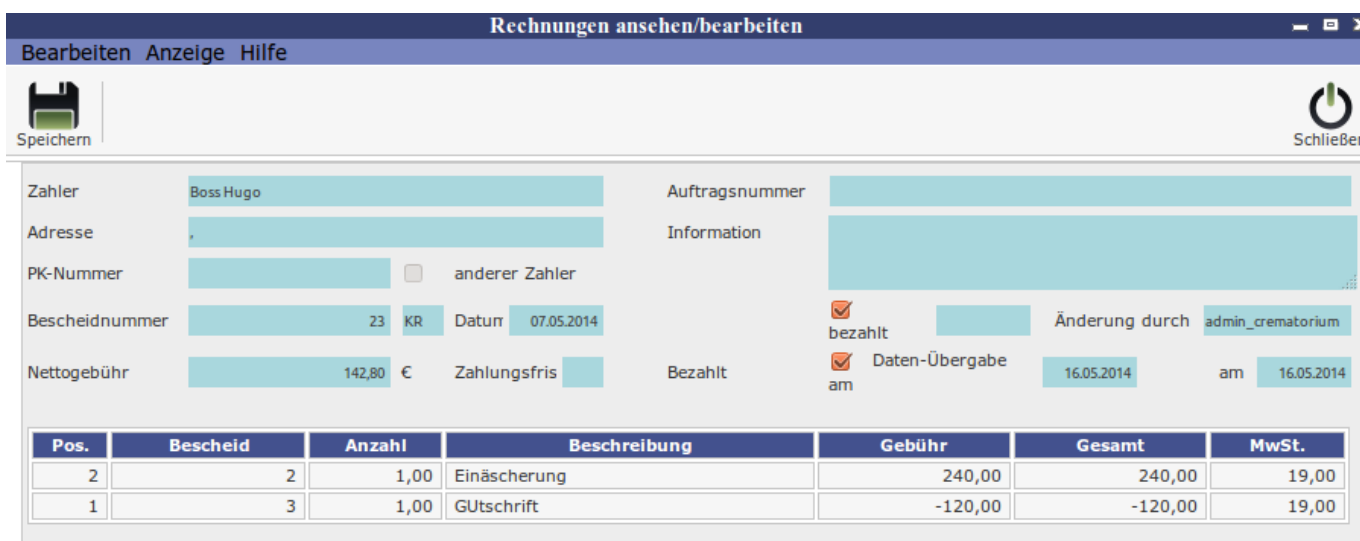 Rechnungen ansehen/bearbeiten
Bearbeiten Anzeige Hilfe
Speichern
Schließen
Zahler Boss Hugo Auftragsnummer
Adresse , Information
PK-Nummer anderer Zahler
Bescheidnummer 23 KR Datum 07.05.2014 bezahlt Änderung durch admin_crematorium
Nettogebühr 142,80 € Zahlungsfris Bezahlt Daten-Übergabe am 16.05.2014 am 16.05.2014
Pos. Bescheid Anzahl Beschreibung Gebühr Gesamt MwSt.
2 2 1,00 Einäscherung 240,00 240,00 19,00
1 3 1,00 GUtschrift -120,00 -120,00 19,00